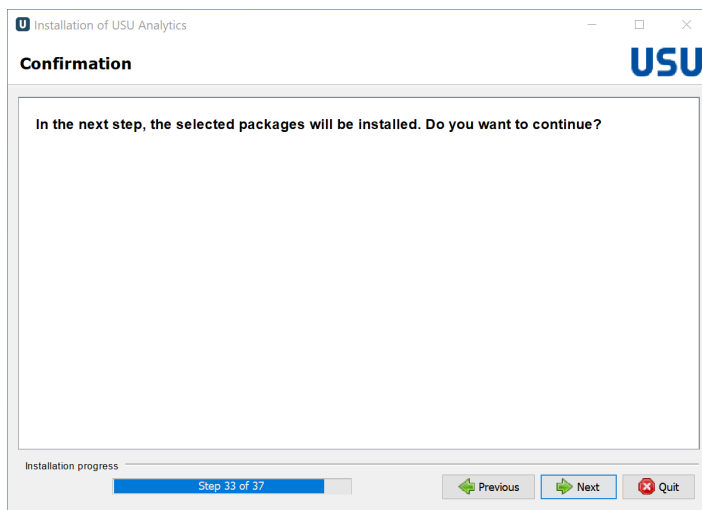 U Installation of USU Analytics
Confirmation
USU
In the next step, the selected packages will be installed. Do you want to continue?
Installation progress
Step 33 of 37
Previous
Next
Quit